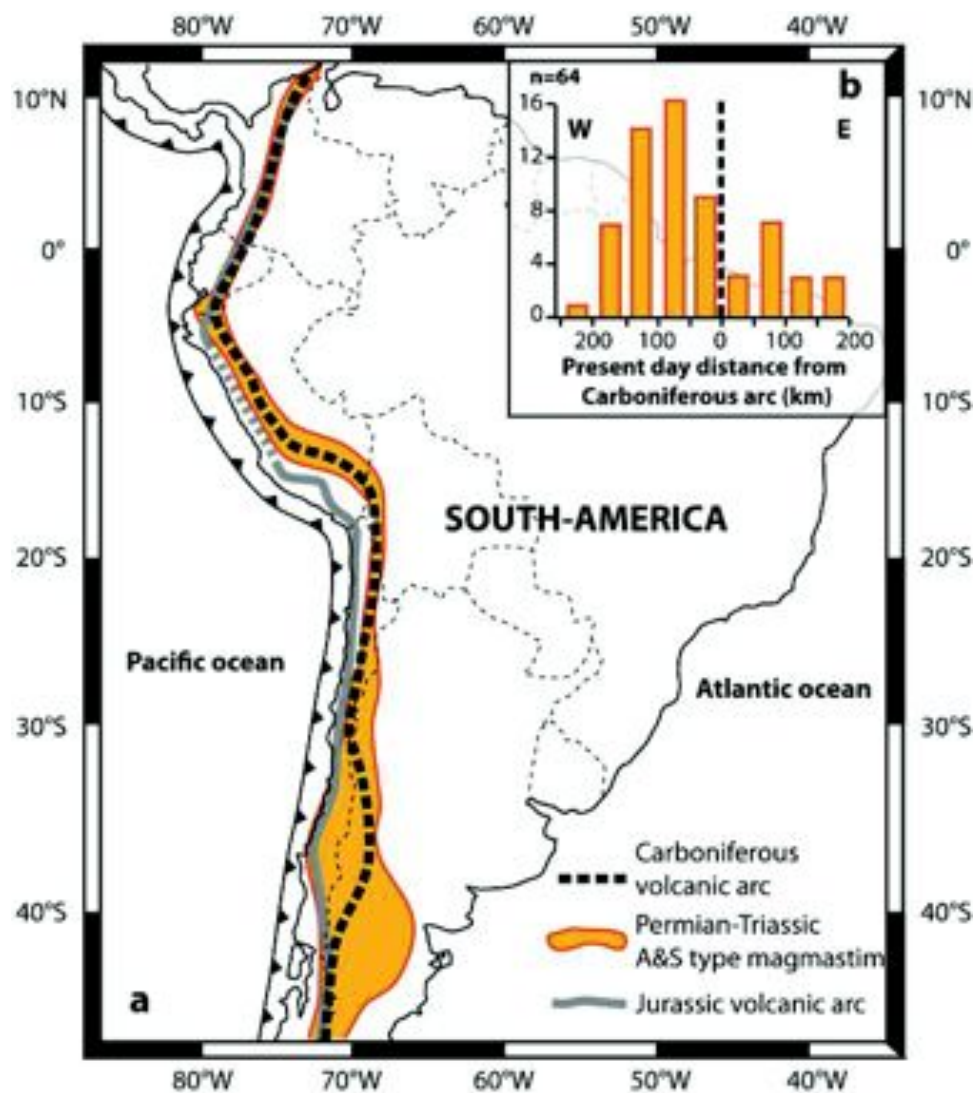 80°W 70°W 60°W 50°W 40°W
10°N
0°
10°S
20°S
30°S
40°S
n=64
b
W
E
16
12
8
4
0
200 100 0 100 200
Present day distance from
Carboniferous arc (km)
10°N
0°
10°S
20°S
30°S
40°S
SOUTH-AMERICA
Pacific ocean
Atlantic ocean
Carboniferous
volcanic arc
Permian-Triassic
A&S type magmastim
Jurassic volcanic arc
a
80°W 70°W 60°W 50°W 40°W